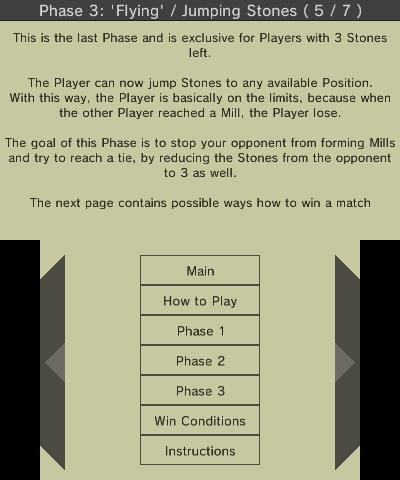 Phase 3: 'Flying' / Jumping Stones ( 5 / 7 )
This is the last Phase and is exclusive for Players with 3 Stones
left.
The Player can now jump Stones to any available Position.
With this way, the Player is basically on the limits, because when
the other Player reached a Mill, the Player lose.
The goal of this Phase is to stop your opponent from forming Mills
and try to reach a tie, by reducing the Stones from the opponent
to 3 as well.
The next page contains possible ways how to win a match
Main
How to Play
Phase 1
Phase 2
Phase 3
Win Conditions
Instructions